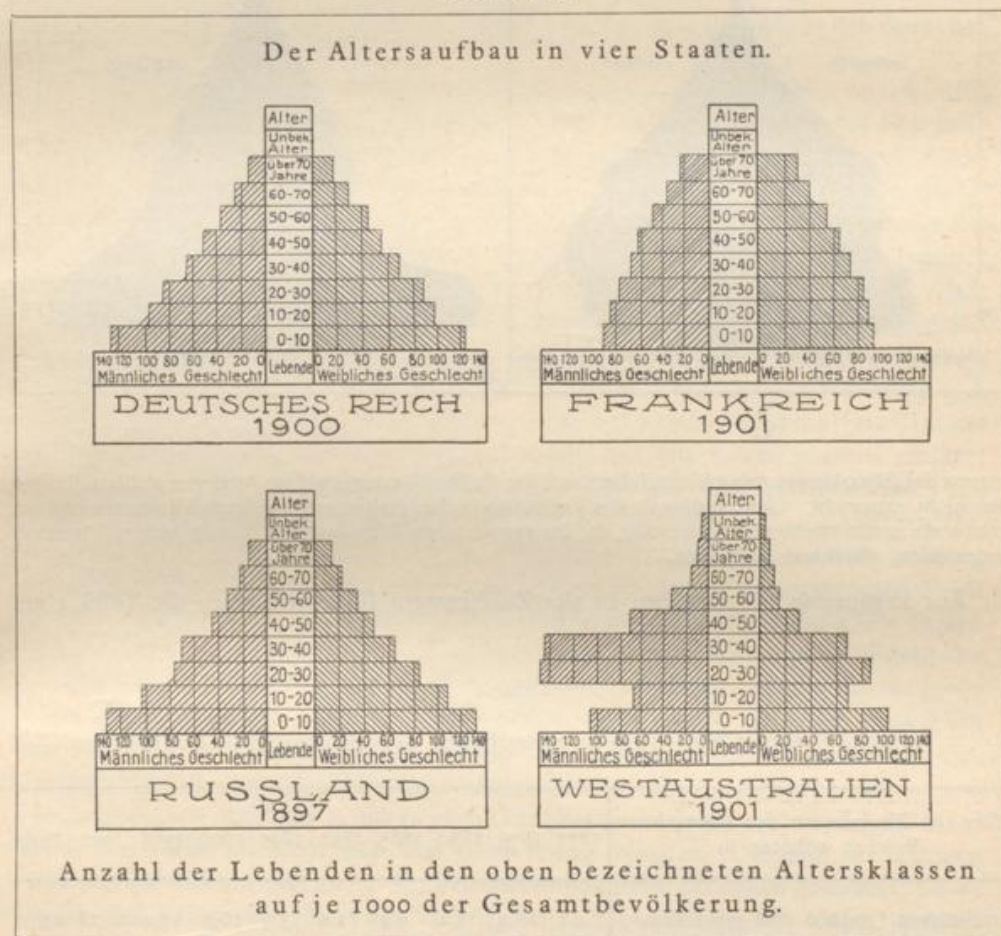 Der Altersaufbau in vier Staaten.
Alter
Unbek. Alter
über 70 Jahre
60-70
50-60
40-50
30-40
20-30
10-20
0-10
140 120 100 80 60 40 20 0 Lebende 0 20 40 60 80 100 120 140
Männliches Geschlecht Weibliches Geschlecht
DEUTSCHES REICH
1900
Alter
Unbek. Alter
über 70 Jahre
60-70
50-60
40-50
30-40
20-30
10-20
0-10
140 120 100 80 60 40 20 0 Lebende 0 20 40 60 80 100 120 140
Männliches Geschlecht Weibliches Geschlecht
FRANKREICH
1901
Alter
Unbek. Alter
über 70 Jahre
60-70
50-60
40-50
30-40
20-30
10-20
0-10
140 120 100 80 60 40 20 0 Lebende 0 20 40 60 80 100 120 140
Männliches Geschlecht Weibliches Geschlecht
RUSSLAND
1897
Alter
Unbek. Alter
über 70 Jahre
60-70
50-60
40-50
30-40
20-30
10-20
0-10
140 120 100 80 60 40 20 0 Lebende 0 20 40 60 80 100 120 140
Männliches Geschlecht Weibliches Geschlecht
WESTAUSTRALIEN
1901
Anzahl der Lebenden in den oben bezeichneten Altersklassen
auf je 1000 der Gesamtbevölkerung.